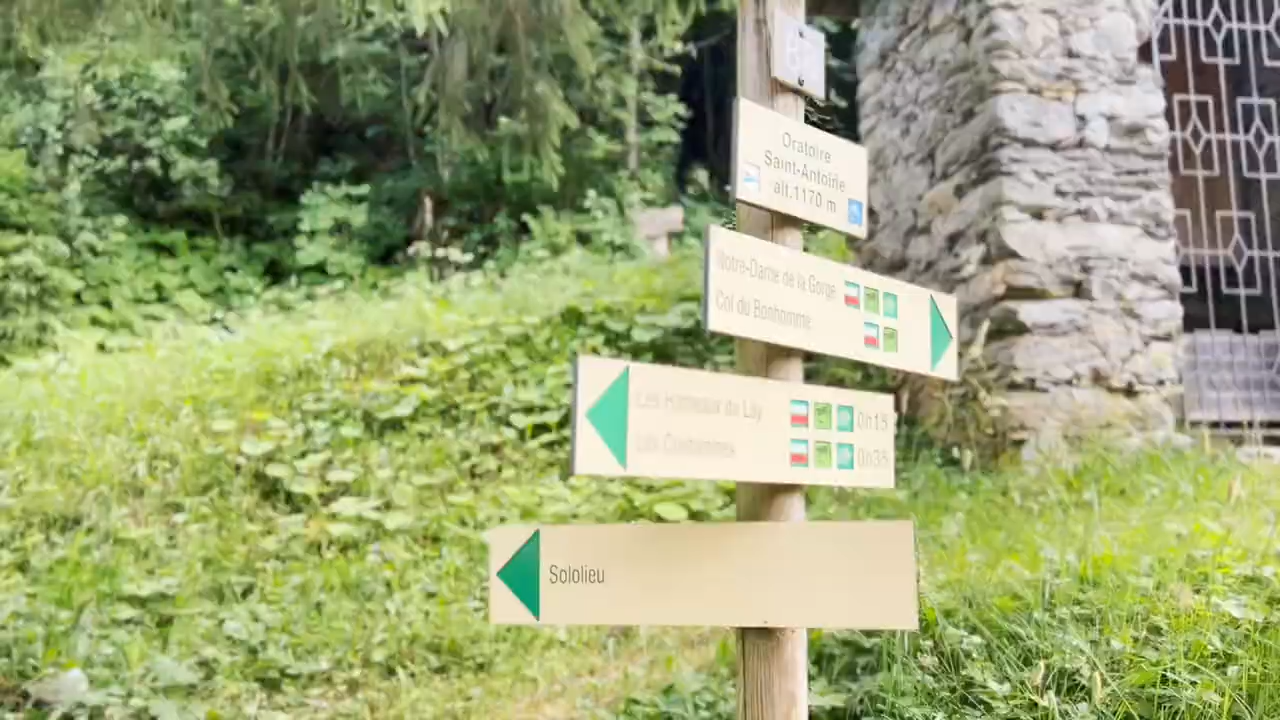 Oratoire
Saint-Antoine
alt.1170 m
Notre-Dame de la Gorge
Col du Bonhomme
Les Hameaux du Lay 0h15
Les Contamines 0h35
Sololieu